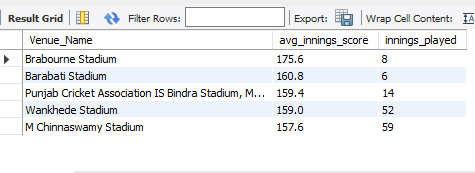 Result Grid Filter Rows: Export: Wrap Cell Content:
Venue_Name avg_innings_score innings_played
Brabourne Stadium 175.6 8
Barabati Stadium 160.8 6
Punjab Cricket Association IS Bindra Stadium, M... 159.4 14
Wankhede Stadium 159.0 52
M Chinnaswamy Stadium 157.6 59